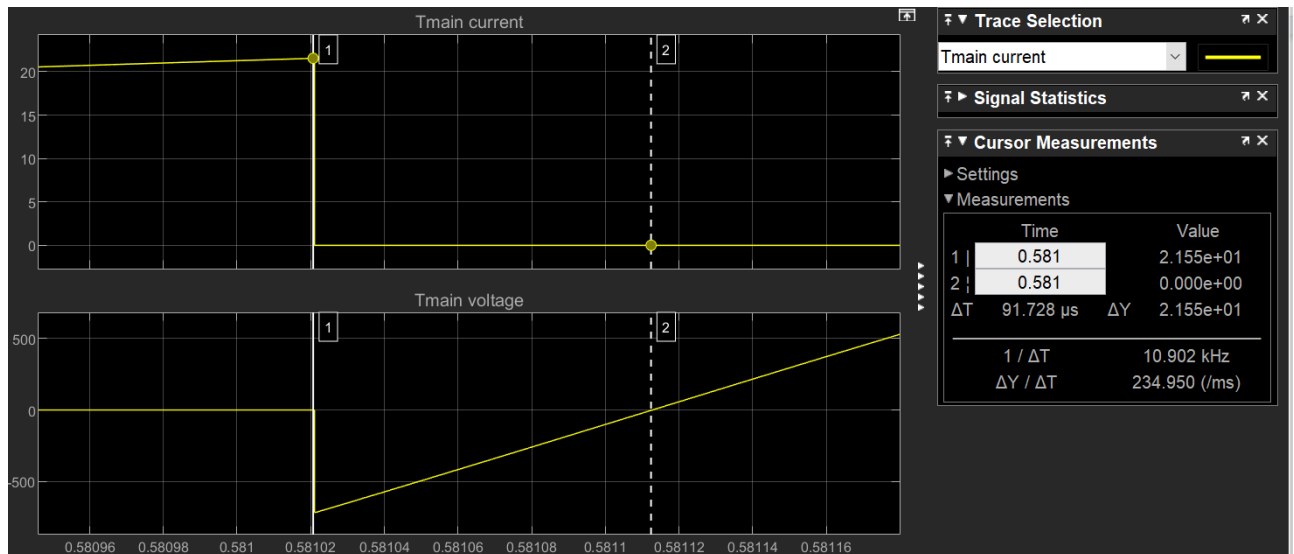 Tmain current
1
2
20
15
10
5
0
Tmain voltage
1
2
500
0
-500
0.58096 0.58098 0.581 0.58102 0.58104 0.58106 0.58108 0.5811 0.58112 0.58114 0.58116
Trace Selection
Tmain current
Signal Statistics
Cursor Measurements
Settings
Measurements
Time Value
1 | 0.581 2.155e+01
2 ¦ 0.581 0.000e+00
ΔT 91.728 µs ΔY 2.155e+01
1 / ΔT 10.902 kHz
ΔY / ΔT 234.950 (/ms)